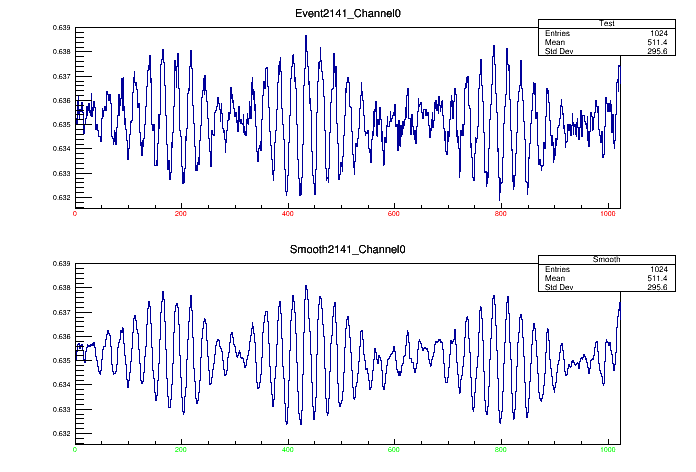 Event2141_Channel0
Test
Entries 1024
Mean 511.4
Std Dev 295.6
0.639
0.638
0.637
0.636
0.635
0.634
0.633
0.632
0 200 400 600 800 1000
Smooth2141_Channel0
Smooth
Entries 1024
Mean 511.4
Std Dev 295.6
0.639
0.638
0.637
0.636
0.635
0.634
0.633
0.632
0 200 400 600 800 1000